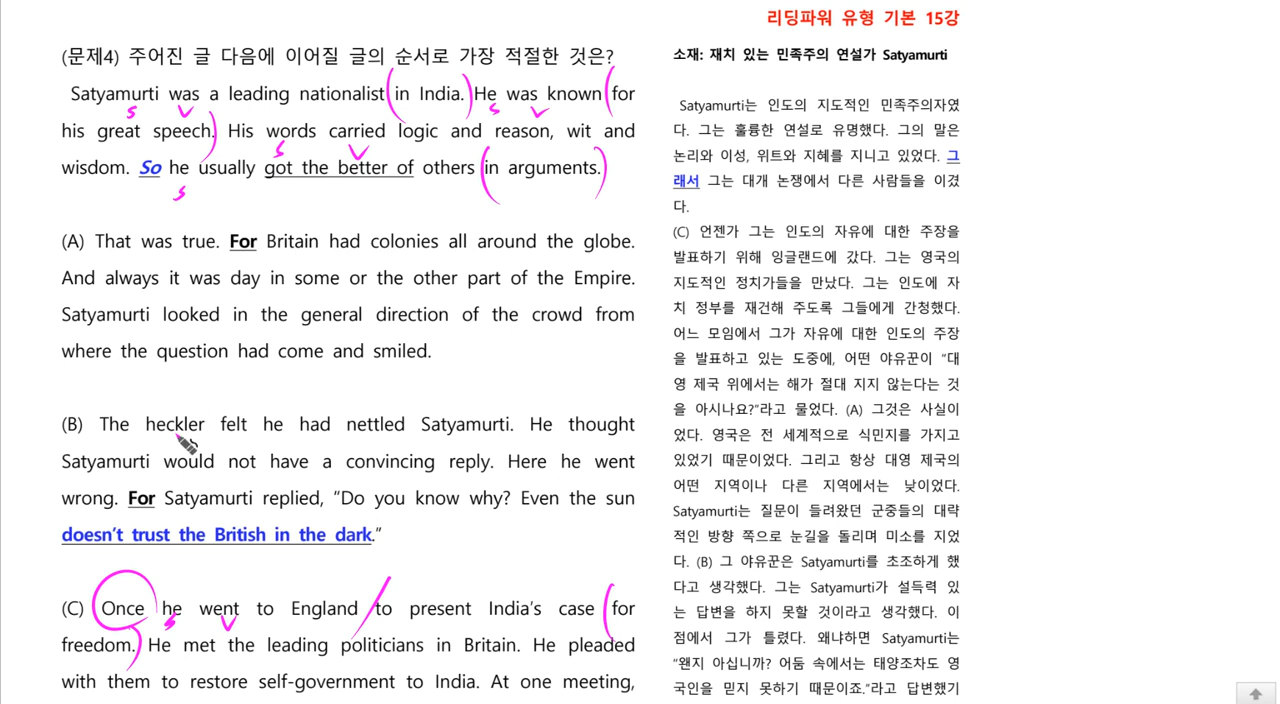 리딩파워 유형 기본 15강
(문제4) 주어진 글 다음에 이어질 글의 순서로 가장 적절한 것은?
Satyamurti was a leading nationalist in India. He was known for
his great speech. His words carried logic and reason, wit and
wisdom. So he usually got the better of others in arguments.
(A) That was true. For Britain had colonies all around the globe.
And always it was day in some or the other part of the Empire.
Satyamurti looked in the general direction of the crowd from
where the question had come and smiled.
(B) The heckler felt he had nettled Satyamurti. He thought
Satyamurti would not have a convincing reply. Here he went
wrong. For Satyamurti replied, “Do you know why? Even the sun
doesn’t trust the British in the dark.”
(C) Once he went to England to present India’s case for
freedom. He met the leading politicians in Britain. He pleaded
with them to restore self-government to India. At one meeting,
소재: 재치 있는 민족주의 연설가 Satyamurti
Satyamurti는 인도의 지도적인 민족주의자였
다. 그는 훌륭한 연설로 유명했다. 그의 말은
논리와 이성, 위트와 지혜를 지니고 있었다. 그
래서 그는 대개 논쟁에서 다른 사람들을 이겼
다.
(C) 언젠가 그는 인도의 자유에 대한 주장을
발표하기 위해 잉글랜드에 갔다. 그는 영국의
지도적인 정치가들을 만났다. 그는 인도에 자
치 정부를 재건해 주도록 그들에게 간청했다.
어느 모임에서 그가 자유에 대한 인도의 주장
을 발표하고 있는 도중에, 어떤 야유꾼이 “대
영 제국 위에서는 해가 절대 지지 않는다는 것
을 아시나요?”라고 물었다. (A) 그것은 사실이
었다. 영국은 전 세계적으로 식민지를 가지고
있었기 때문이었다. 그리고 항상 대영 제국의
어떤 지역이나 다른 지역에서는 낮이었다.
Satyamurti는 질문이 들려왔던 군중들의 대략
적인 방향 쪽으로 눈길을 돌리며 미소를 지었
다. (B) 그 야유꾼은 Satyamurti를 초조하게 했
다고 생각했다. 그는 Satyamurti가 설득력 있
는 답변을 하지 못할 것이라고 생각했다. 이
점에서 그가 틀렸다. 왜냐하면 Satyamurti는
“왠지 아십니까? 어둠 속에서는 태양조차도 영
국인을 믿지 못하기 때문이죠.”라고 답변했기